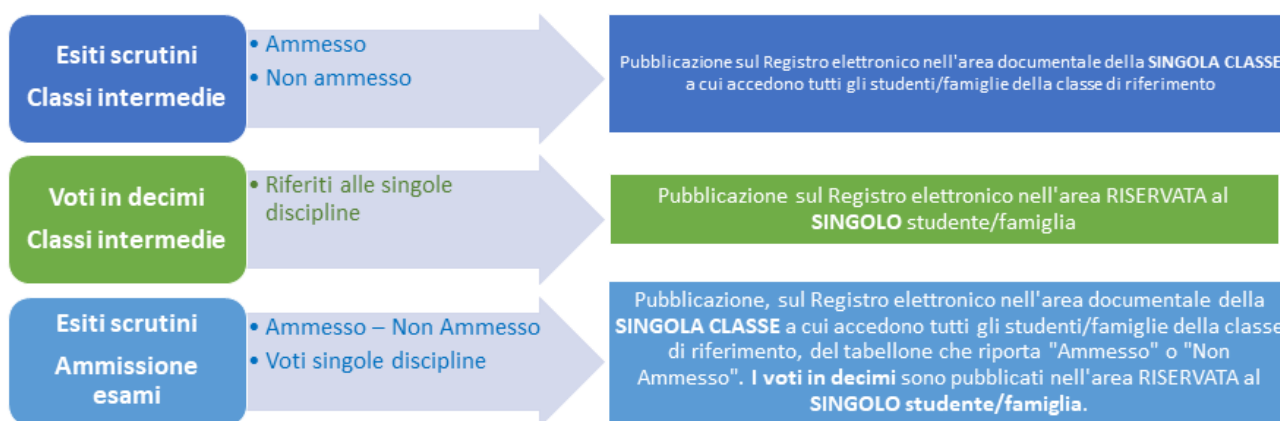 Esiti scrutini
Classi intermedie
• Ammesso
• Non ammesso
Pubblicazione sul Registro elettronico nell'area documentale della SINGOLA CLASSE
a cui accedono tutti gli studenti/famiglie della classe di riferimento
Voti in decimi
Classi intermedie
• Riferiti alle singole
discipline
Pubblicazione sul Registro elettronico nell'area RISERVATA al
SINGOLO studente/famiglia
Esiti scrutini
Ammissione
esami
• Ammesso – Non Ammesso
• Voti singole discipline
Pubblicazione, sul Registro elettronico nell'area documentale della
SINGOLA CLASSE a cui accedono tutti gli studenti/famiglie della classe
di riferimento, del tabellone che riporta "Ammesso" o "Non
Ammesso". I voti in decimi sono pubblicati nell'area RISERVATA al
SINGOLO studente/famiglia.